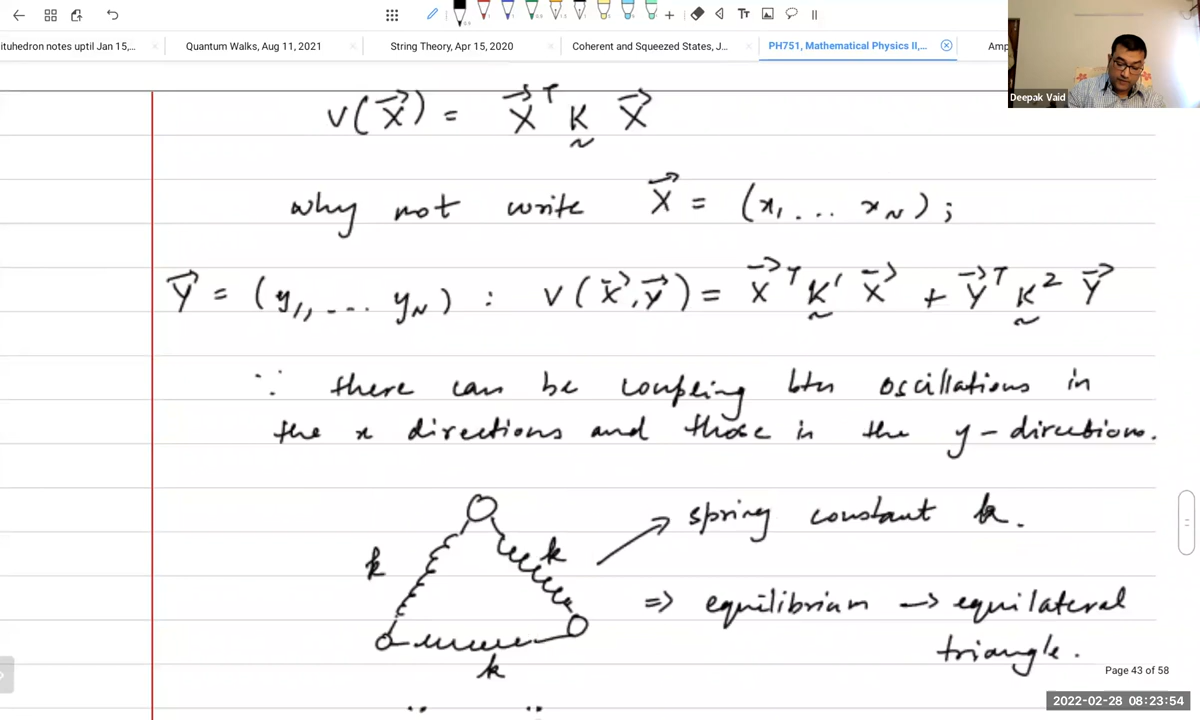 ituhedron notes uptil Jan 15,... Quantum Walks, Aug 11, 2021 String Theory, Apr 15, 2020 Coherent and Squeezed States, J... PH751, Mathematical Physics II,... Amp
Deepak Vaid
V(X⃗) = X⃗ᵀ K̰ X⃗
why not write X⃗ = (x₁ ... x_N);
Y⃗ = (y₁, ... y_N) : V(X⃗, Y⃗) = X⃗ᵀ K̰¹ X⃗ + Y⃗ᵀ K̰² Y⃗
∵ there can be coupling btn oscillations in
the x directions and those in the y-directions.
spring constant k.
k k
⇒ equilibrium → equilateral
triangle.
k
Page 43 of 58
2022-02-28 08:23:54